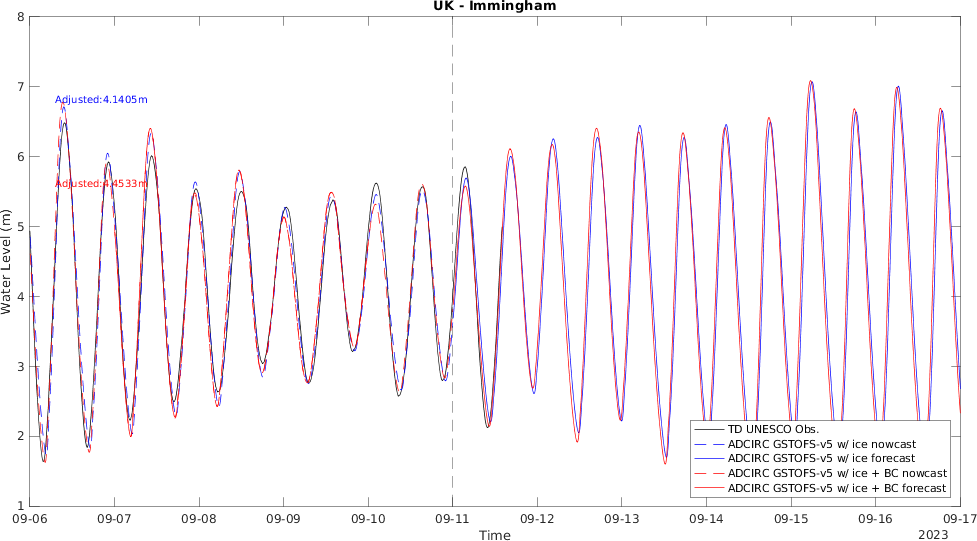 UK - Immingham
8
7
6
5
4
3
2
1
Water Level (m)
Adjusted:4.1405m
Adjusted:4.4533m
TD UNESCO Obs.
ADCIRC GSTOFS-v5 w/ ice nowcast
ADCIRC GSTOFS-v5 w/ ice forecast
ADCIRC GSTOFS-v5 w/ ice + BC nowcast
ADCIRC GSTOFS-v5 w/ ice + BC forecast
09-06 09-07 09-08 09-09 09-10 09-11 09-12 09-13 09-14 09-15 09-16 09-17
Time
2023